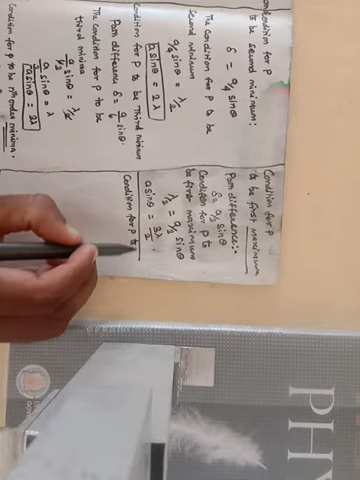 Condition for P
to be second minimum:
δ = a/4 sinθ
The condition for P to be
second minimum
a/4 sinθ = λ/2
a sinθ = 2λ
Condition for P to be Third minimum
Path difference δ = a/6 sinθ.
The condition for P to be
third minima
sinθ = λ/2
a/3 sinθ = λ
Condition for P to be nth order minima.
Condition for P
to be first maximum
Path difference:-
δ = a/3 sinθ
Condition for P to
be first maximum
λ/2 = a/3 sinθ
a sinθ = 3λ/2.
Condition for P to
PH